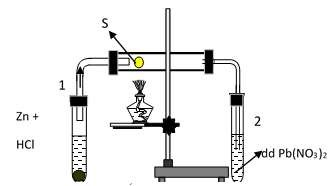 S
1
Zn +
HCl
2
dd Pb(NO₃)₂